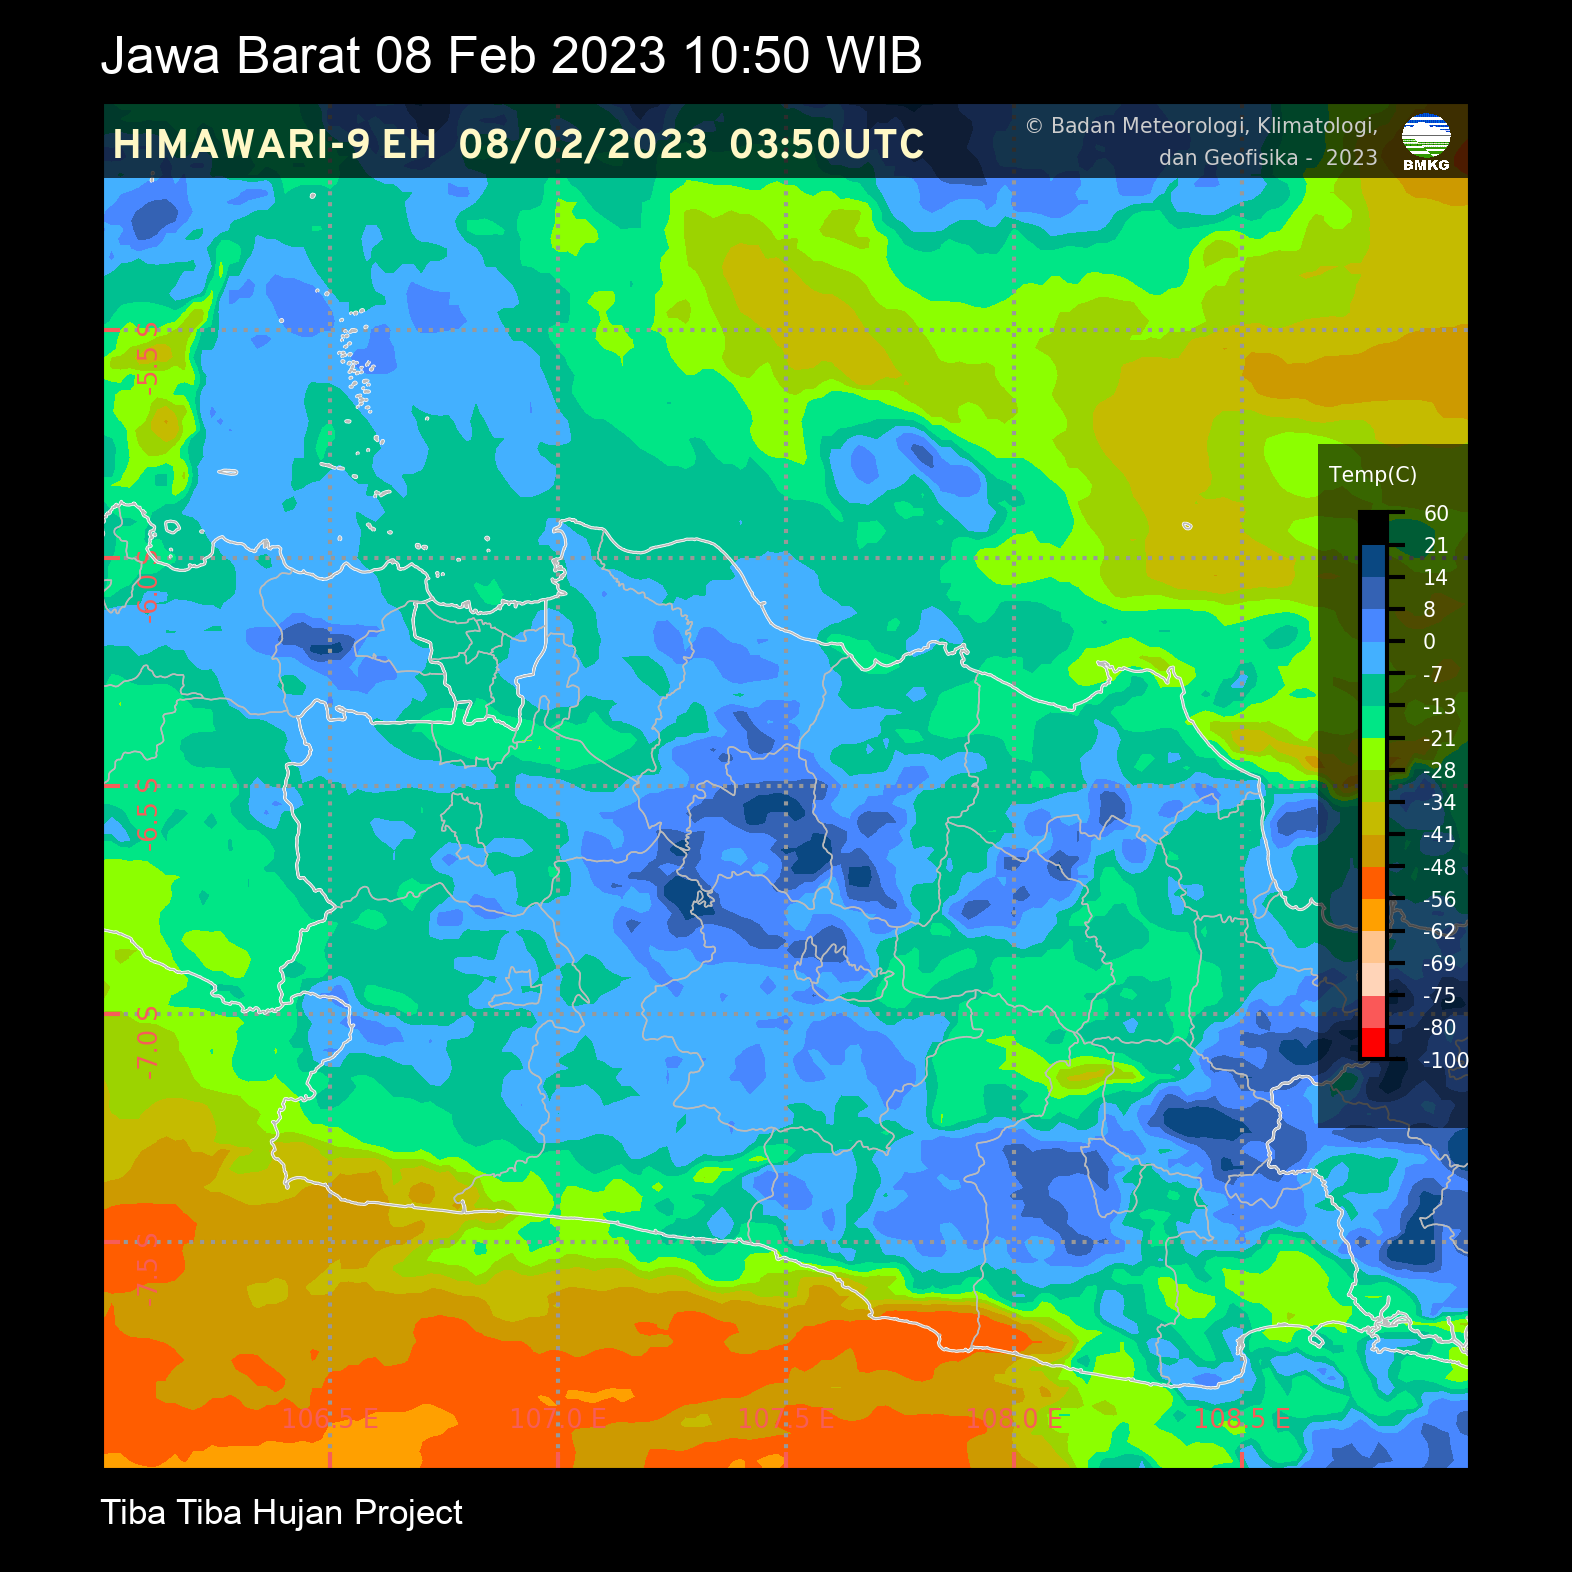 Jawa Barat 08 Feb 2023 10:50 WIB
HIMAWARI-9 EH 08/02/2023 03:50UTC
© Badan Meteorologi, Klimatologi,
dan Geofisika - 2023
BMKG
-5.5 S
-6.0 S
-6.5 S
-7.0 S
-7.5 S
Temp(C)
60
21
14
8
0
-7
-13
-21
-28
-34
-41
-48
-56
-62
-69
-75
-80
-100
106.5 E
107.0 E
107.5 E
108.0 E
108.5 E
Tiba Tiba Hujan Project